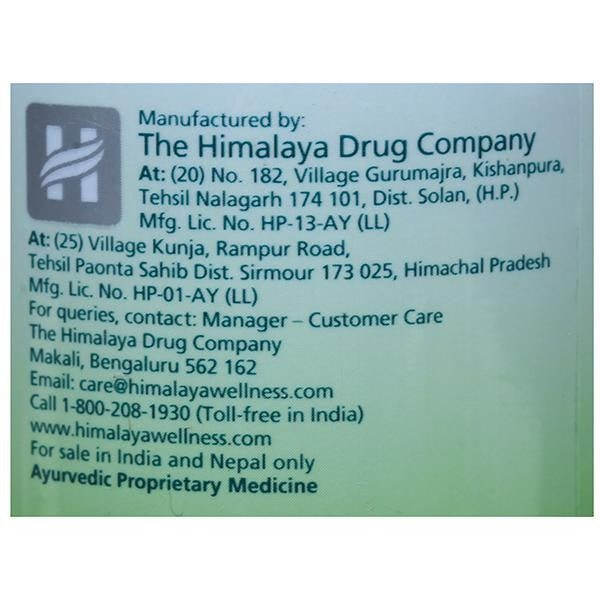 H
Manufactured by:
The Himalaya Drug Company
At: (20) No. 182, Village Gurumajra, Kishanpura,
Tehsil Nalagarh 174 101, Dist. Solan, (H.P.)
Mfg. Lic. No. HP-13-AY (LL)
At: (25) Village Kunja, Rampur Road,
Tehsil Paonta Sahib Dist. Sirmour 173 025, Himachal Pradesh
Mfg. Lic. No. HP-01-AY (LL)
For queries, contact: Manager – Customer Care
The Himalaya Drug Company
Makali, Bengaluru 562 162
Email: care@himalayawellness.com
Call 1-800-208-1930 (Toll-free in India)
www.himalayawellness.com
For sale in India and Nepal only
Ayurvedic Proprietary Medicine